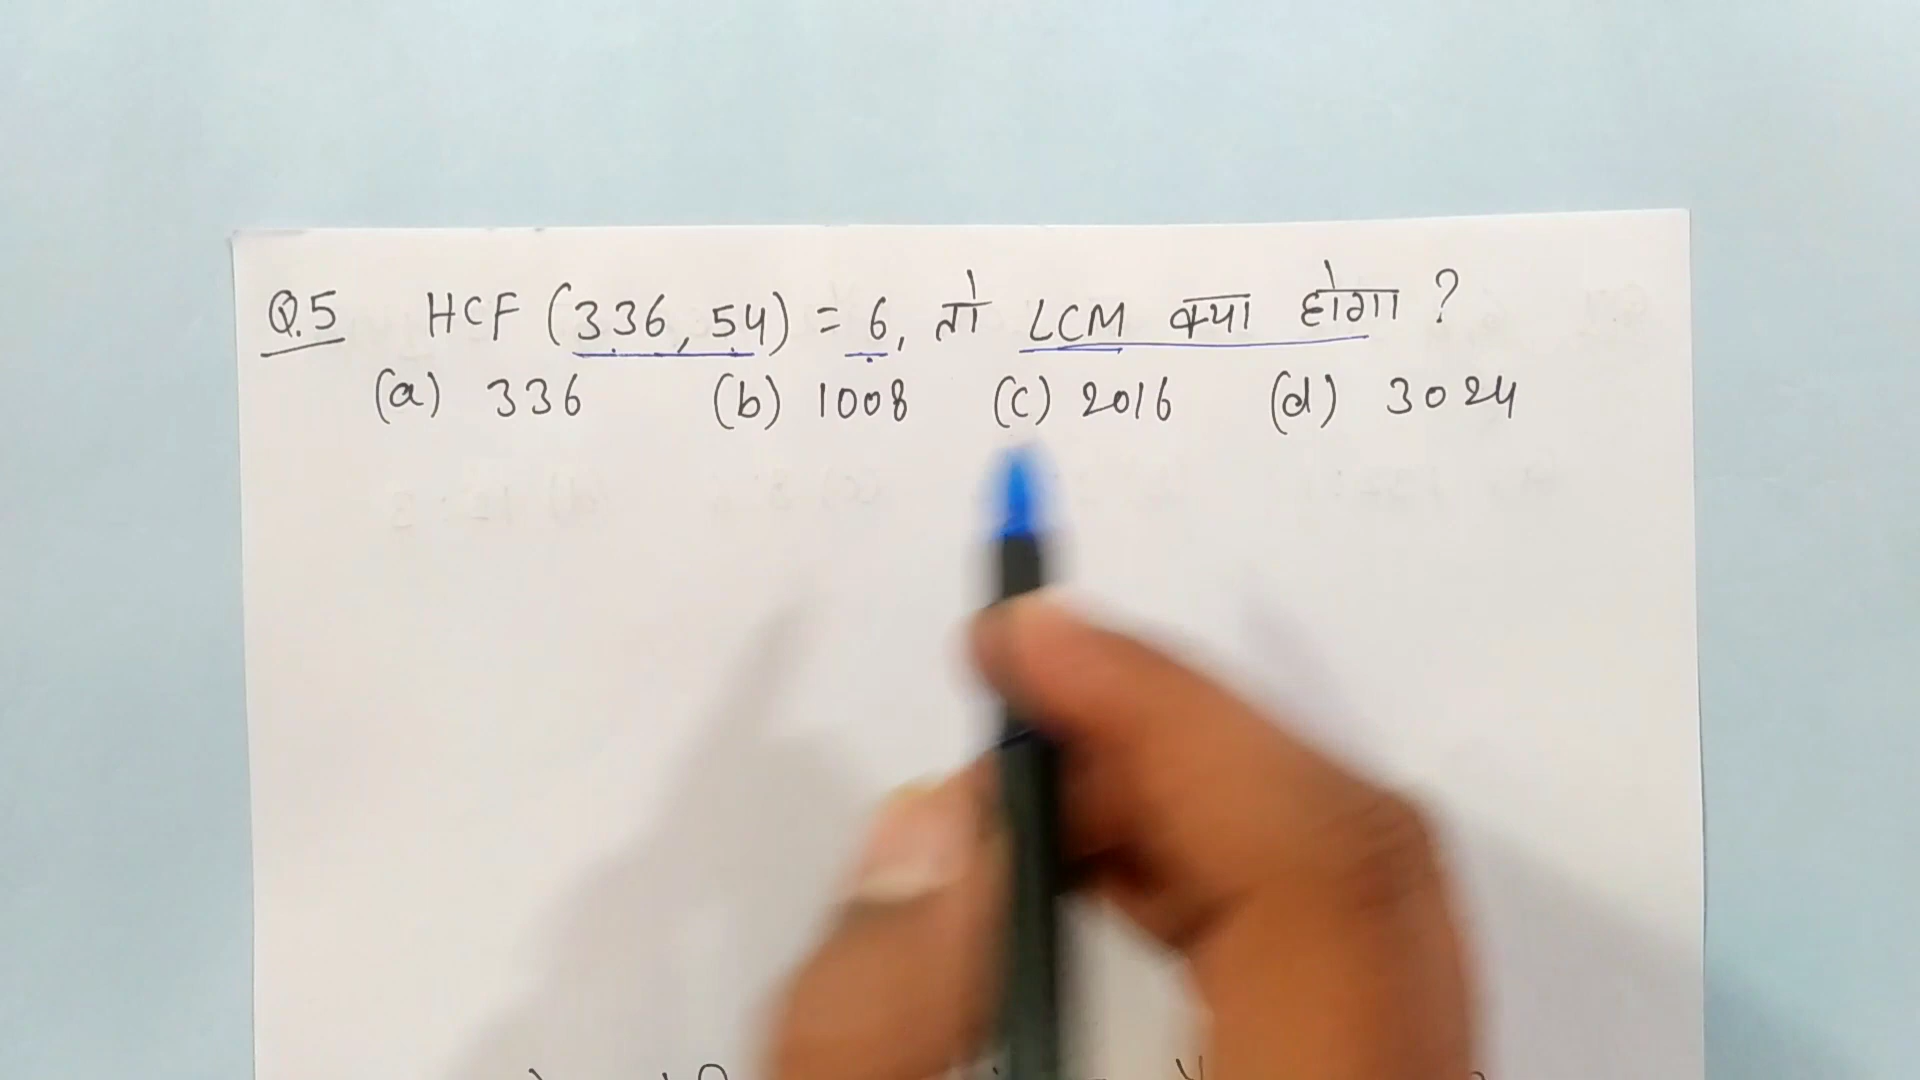 Q.5 HCF (336, 54) = 6, तो LCM क्या होगा ?
(a) 336 (b) 1008 (c) 2016 (d) 3024